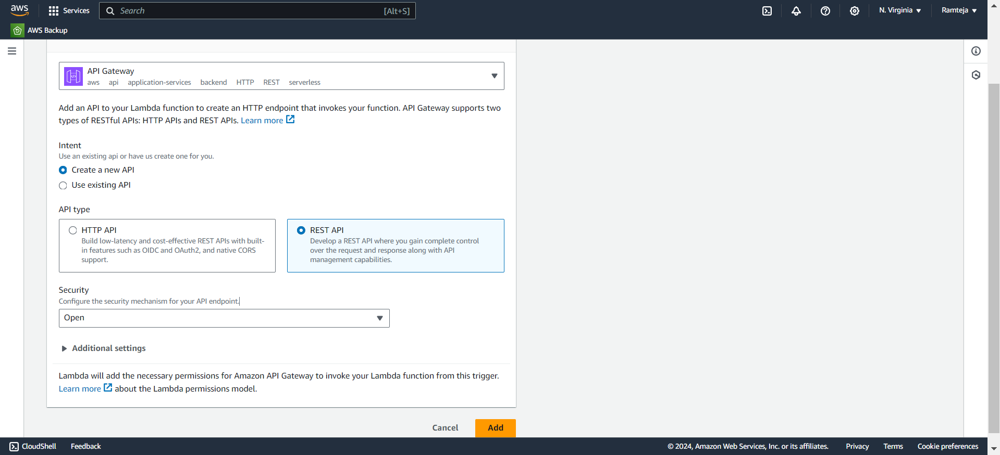 aws Services Search [Alt+S] N. Virginia Ramteja
AWS Backup
API Gateway
aws api application-services backend HTTP REST serverless
Add an API to your Lambda function to create an HTTP endpoint that invokes your function. API Gateway supports two
types of RESTful APIs: HTTP APIs and REST APIs. Learn more
Intent
Use an existing api or have us create one for you.
Create a new API
Use existing API
API type
HTTP API
Build low-latency and cost-effective REST APIs with built-
in features such as OIDC and OAuth2, and native CORS
support.
REST API
Develop a REST API where you gain complete control
over the request and response along with API
management capabilities.
Security
Configure the security mechanism for your API endpoint.
Open
Additional settings
Lambda will add the necessary permissions for Amazon API Gateway to invoke your Lambda function from this trigger.
Learn more about the Lambda permissions model.
Cancel Add
CloudShell Feedback © 2024, Amazon Web Services, Inc. or its affiliates. Privacy Terms Cookie preferences